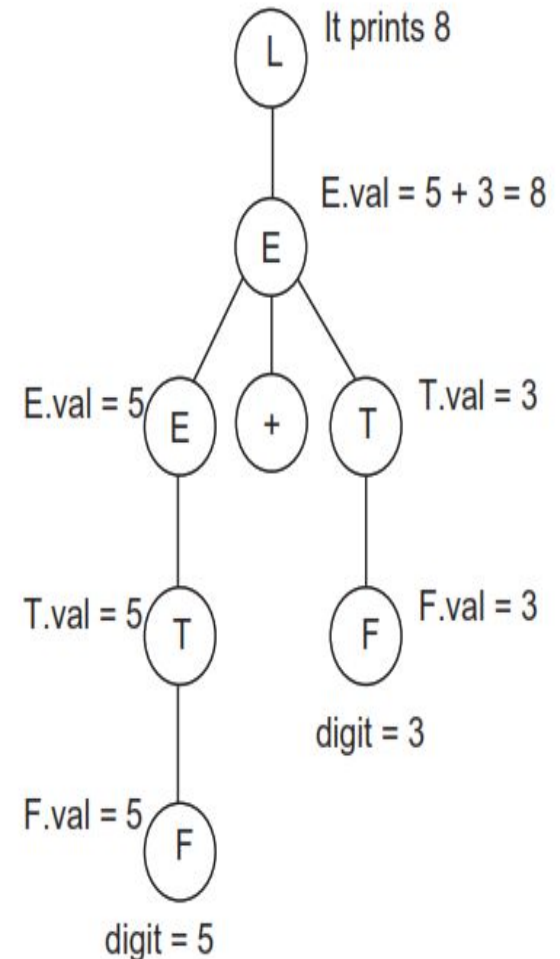 L
It prints 8
E.val = 5 + 3 = 8
E
E.val = 5
E
+
T
T.val = 3
T.val = 5
T
F
F.val = 3
digit = 3
F.val = 5
F
digit = 5